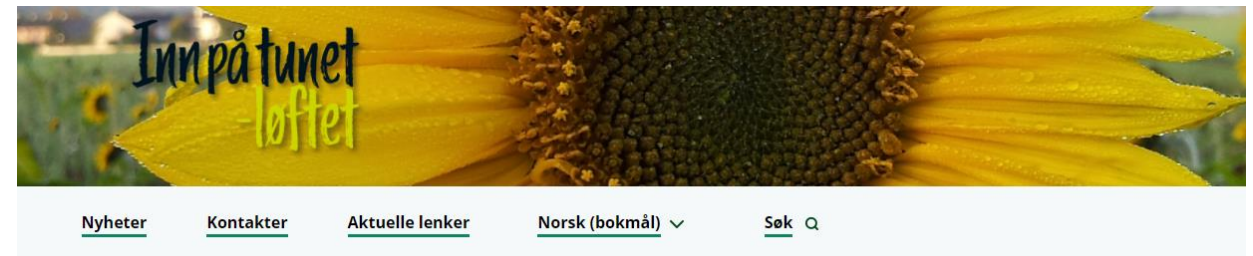 Inn på tunet
-løftet
Nyheter Kontakter Aktuelle lenker Norsk (bokmål) Søk